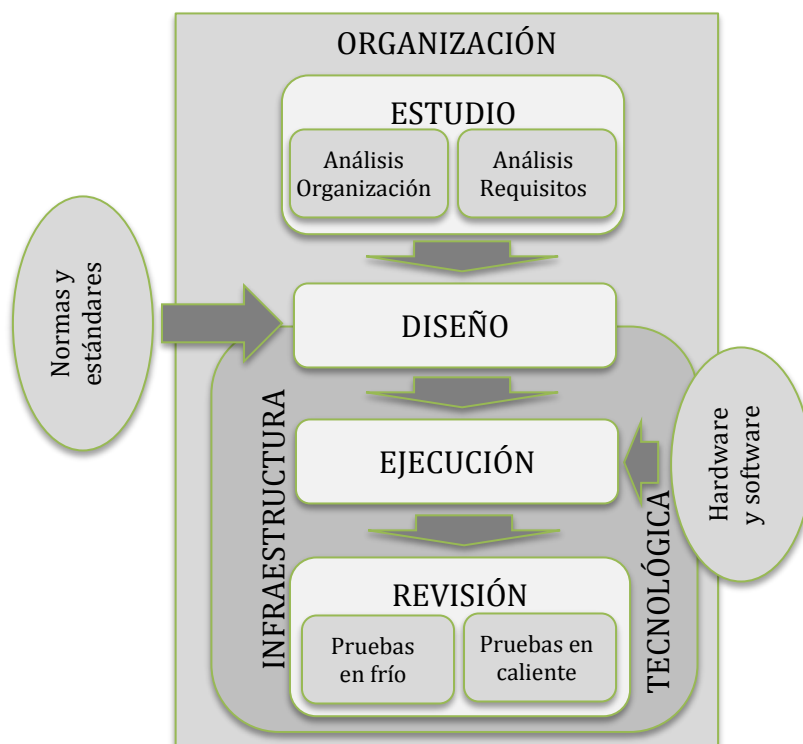 ORGANIZACIÓN
ESTUDIO
Análisis
Organización
Análisis
Requisitos
Normas y
estándares
DISEÑO
INFRAESTRUCTURA
EJECUCIÓN
TECNOLÓGICA
Hardware
y software
REVISIÓN
Pruebas
en frío
Pruebas en
caliente